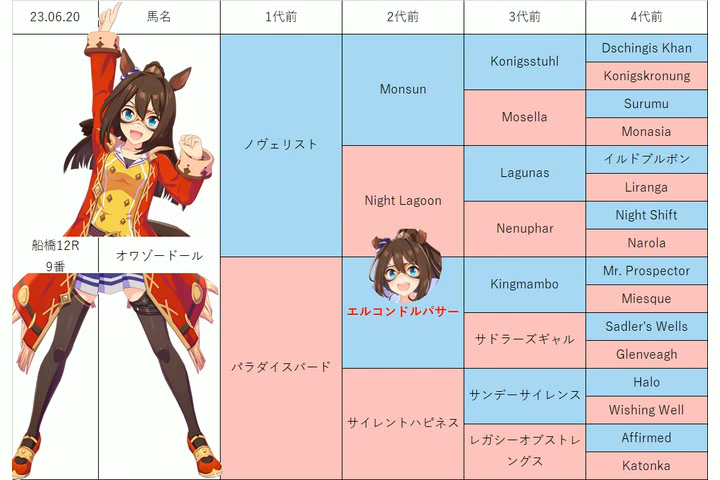 23.06.20
馬名
1代前
2代前
3代前
4代前
船橋12R
9番
オワゾードール
ノヴェリスト
パラダイスバード
Monsun
Night Lagoon
エルコンドルパサー
サイレントハピネス
Konigsstuhl
Mosella
Lagunas
Nenuphar
Kingmambo
サドラーズギャル
サンデーサイレンス
レガシーオブストレ
ングス
Dschingis Khan
Konigskronung
Surumu
Monasia
イルドブルボン
Liranga
Night Shift
Narola
Mr. Prospector
Miesque
Sadler's Wells
Glenveagh
Halo
Wishing Well
Affirmed
Katonka